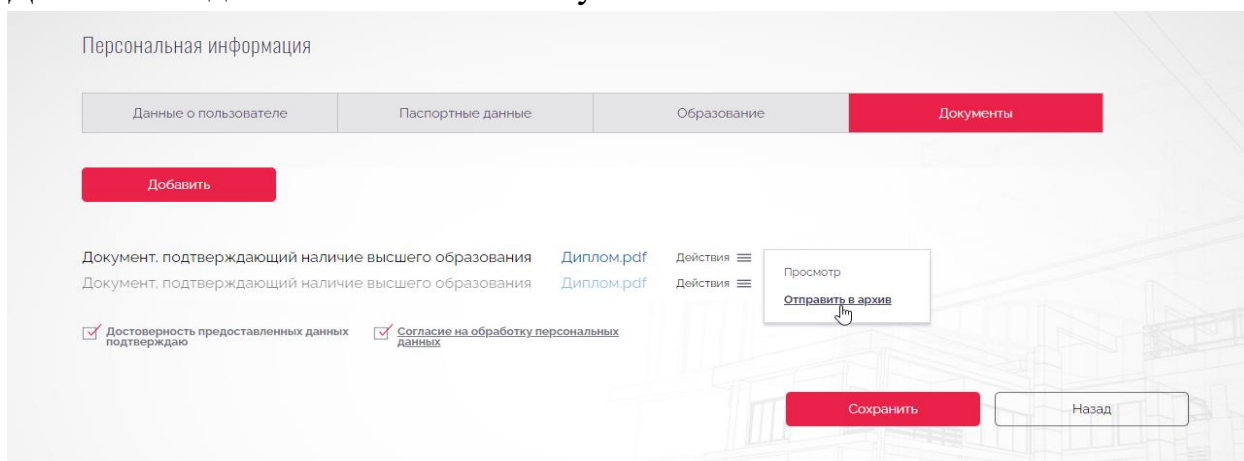 Персональная информация
Данные о пользователе
Паспортные данные
Образование
Документы
Добавить
Документ, подтверждающий наличие высшего образования Диплом.pdf Действия
Документ, подтверждающий наличие высшего образования Диплом.pdf Действия
Просмотр
Отправить в архив
Достоверность предоставленных данных
подтверждаю
Согласие на обработку персональных
данных
Сохранить
Назад